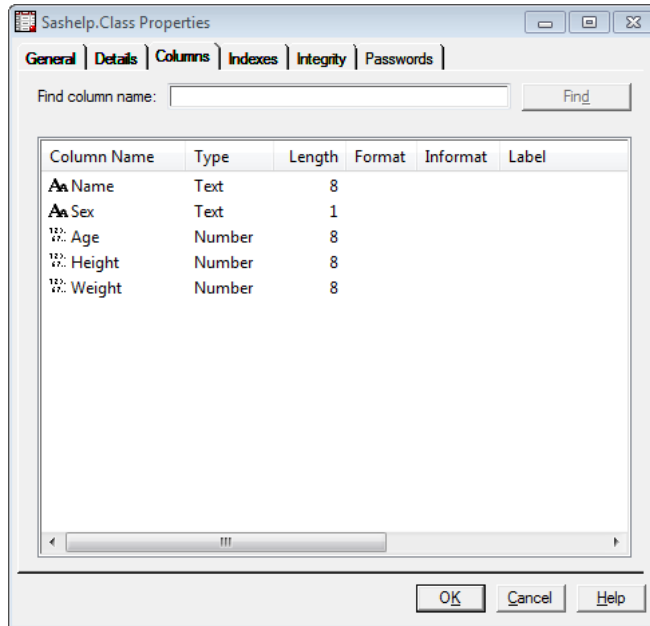 Sashelp.Class Properties
General Details Columns Indexes Integrity Passwords
Find column name: Find
Column Name Type Length Format Informat Label
Name Text 8
Sex Text 1
Age Number 8
Height Number 8
Weight Number 8
OK Cancel Help